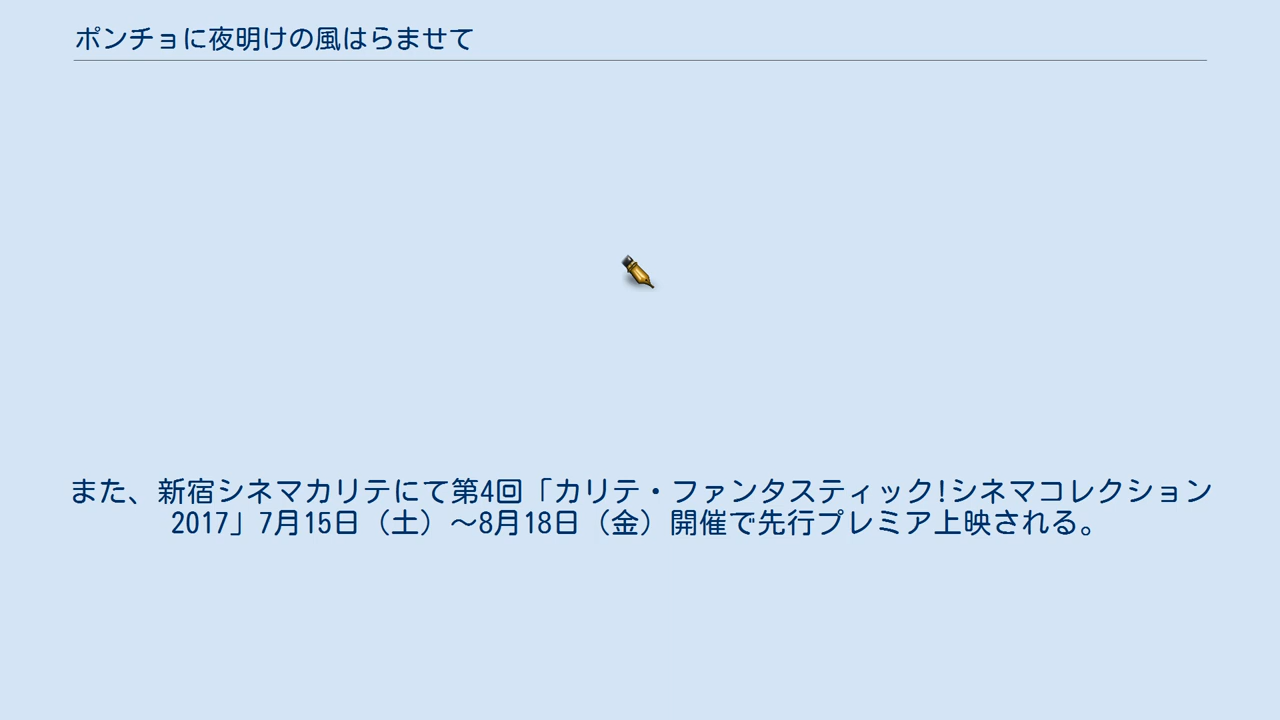 ポンチョに夜明けの風はらませて
また、新宿シネマカリテにて第4回「カリテ・ファンタスティック!シネマコレクション
2017」7月15日（土）～8月18日（金）開催で先行プレミア上映される。